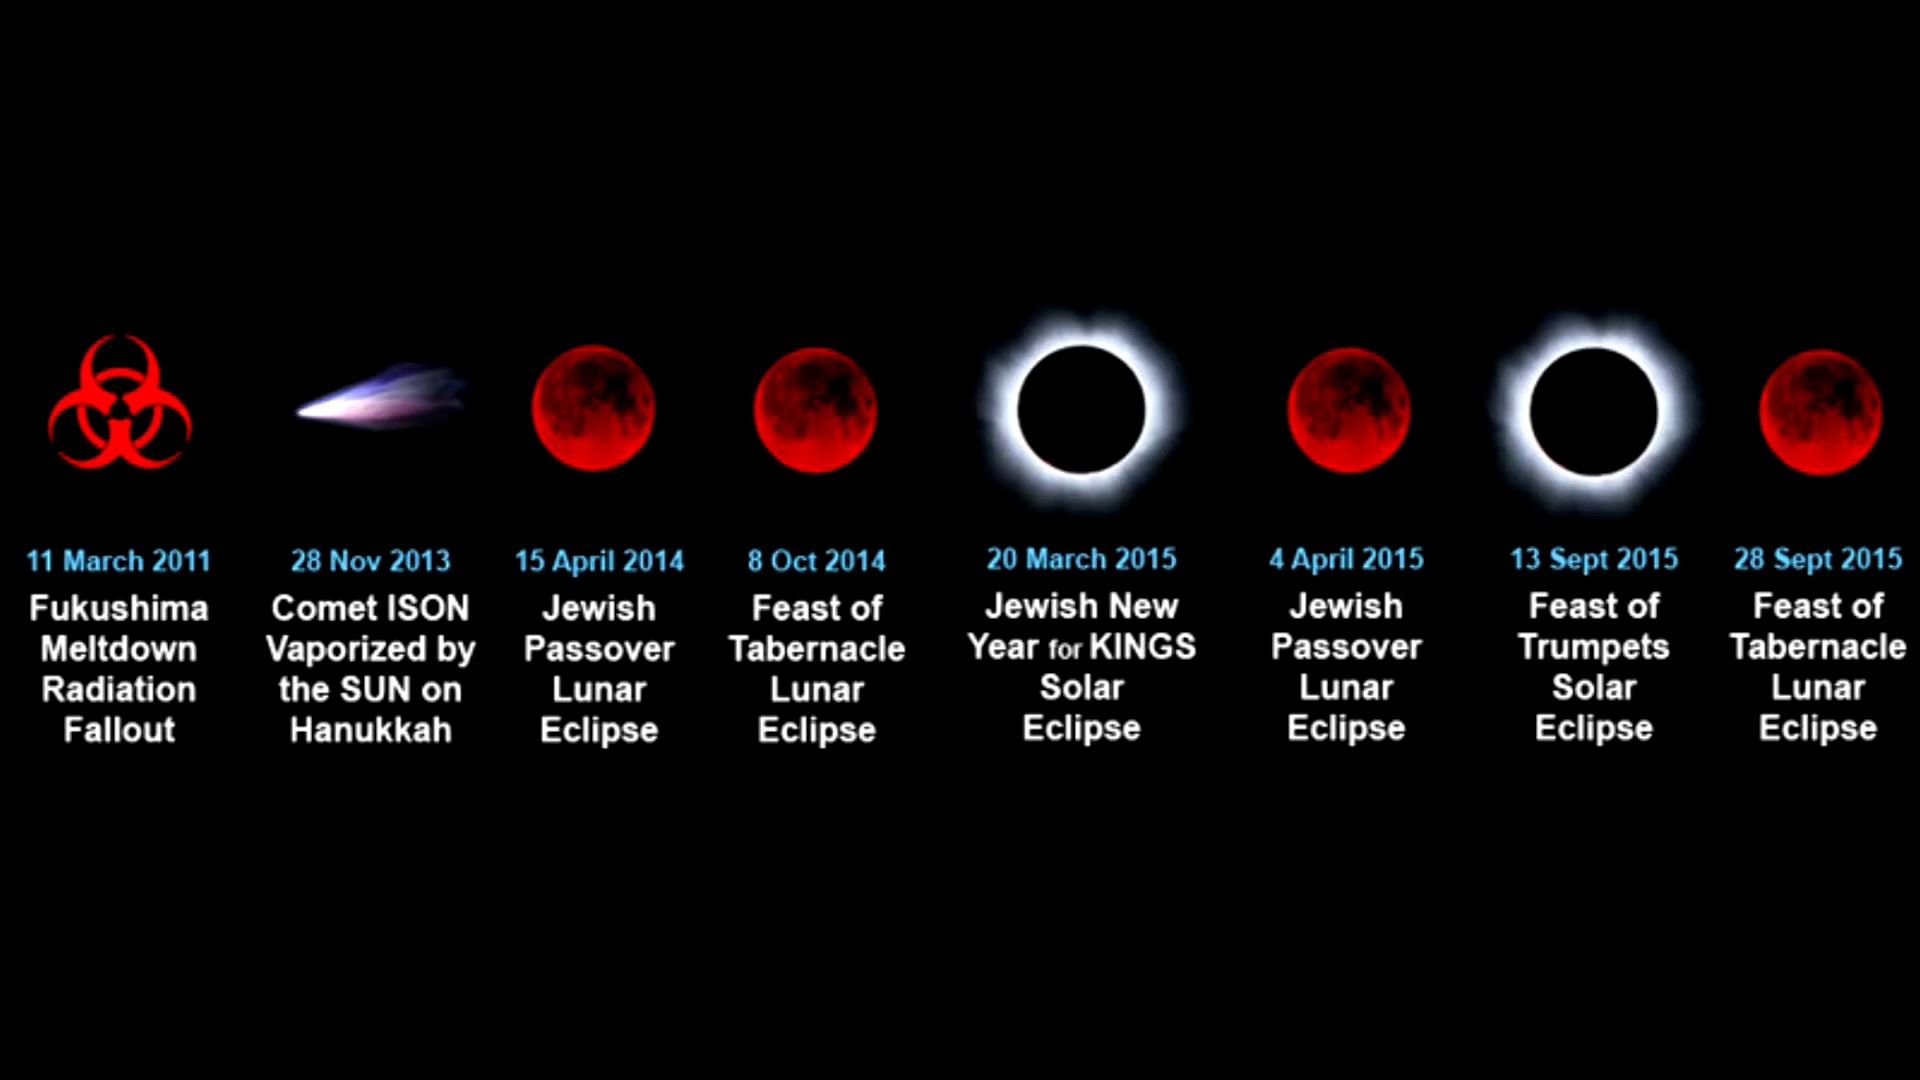 11 March 2011
Fukushima
Meltdown
Radiation
Fallout
28 Nov 2013
Comet ISON
Vaporized by
the SUN on
Hanukkah
15 April 2014
Jewish
Passover
Lunar
Eclipse
8 Oct 2014
Feast of
Tabernacle
Lunar
Eclipse
20 March 2015
Jewish New
Year for KINGS
Solar
Eclipse
4 April 2015
Jewish
Passover
Lunar
Eclipse
13 Sept 2015
Feast of
Trumpets
Solar
Eclipse
28 Sept 2015
Feast of
Tabernacle
Lunar
Eclipse